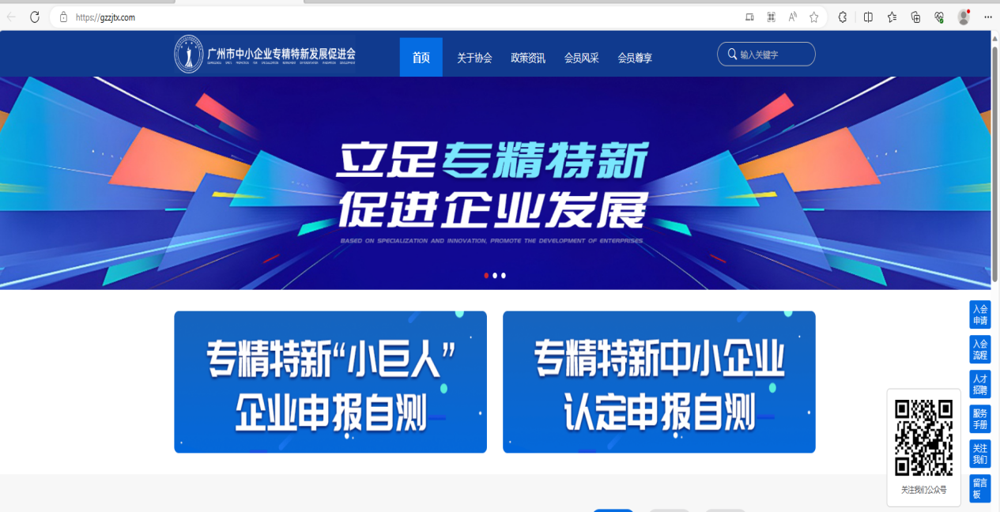 https://gzzjtx.com
广州市中小企业专精特新发展促进会
首页
关于协会
政策资讯
会员风采
会员尊享
输入关键字
立足专精特新
促进企业发展
BASED ON SPECIALIZATION AND INNOVATION, PROMOTE THE DEVELOPMENT OF ENTERPRISES
专精特新“小巨人”
企业申报自测
专精特新中小企业
认定申报自测
入会
申请
入会
流程
人才
招聘
服务
手册
关注
我们
留言
板
关注我们公众号